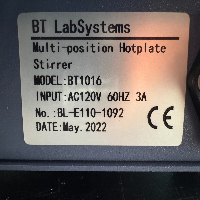 BT LabSystems
Multi-position Hotplate
Stirrer
MODEL:BT1016
INPUT:AC120V 60HZ 3A
No.:BL-E110-1092
DATE:May.2022
CE